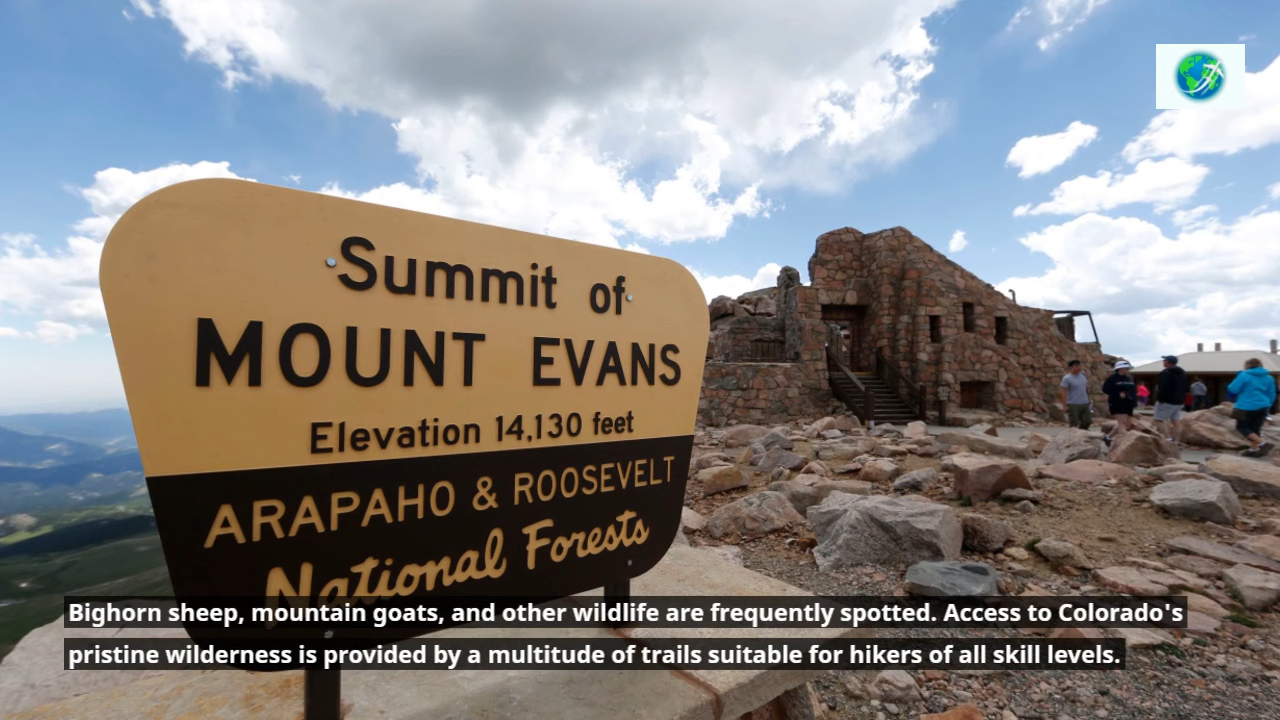 Summit of
MOUNT EVANS
Elevation 14,130 feet
ARAPAHO & ROOSEVELT
National Forests
Bighorn sheep, mountain goats, and other wildlife are frequently spotted. Access to Colorado's
pristine wilderness is provided by a multitude of trails suitable for hikers of all skill levels.